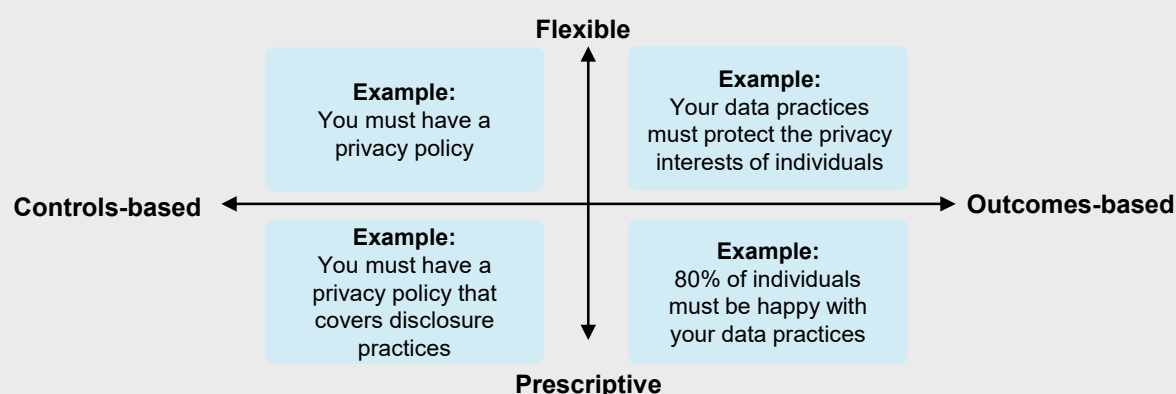 Flexible
Example:
You must have a
privacy policy
Example:
Your data practices
must protect the privacy
interests of individuals
Controls-based
Outcomes-based
Example:
You must have a
privacy policy that
covers disclosure
practices
Example:
80% of individuals
must be happy with
your data practices
Prescriptive